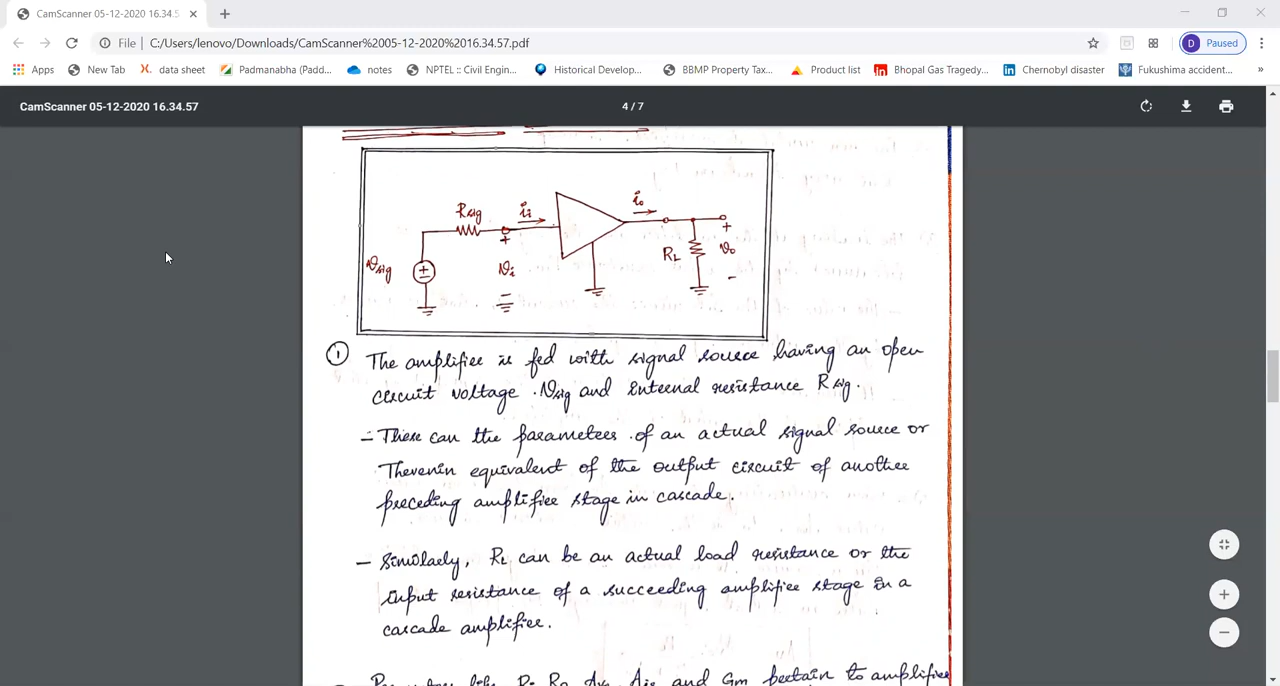 CamScanner 05-12-2020 16.34.5
File
C:/Users/lenovo/Downloads/CamScanner%2005-12-2020%2016.34.57.pdf
D Paused
Apps New Tab data sheet Padmanabha (Padd... notes NPTEL :: Civil Engin... Historical Develop... BBMP Property Tax... Product list Bhopal Gas Tragedy... Chernobyl disaster Fukushima accident... »
CamScanner 05-12-2020 16.34.57
4 / 7
Rsig
ii
io
vsig
+
vi
RL
+
vo
① The amplifier is fed with signal source having an open
circuit voltage vsig and internal resistance Rsig.
- These can the parameters of an actual signal source or
Thevenin equivalent of the output circuit of another
preceding amplifier stage in cascade.
- Similarly, RL can be an actual load resistance or the
input resistance of a succeeding amplifier stage in a
cascade amplifier.
and Gm pertain to amplifier